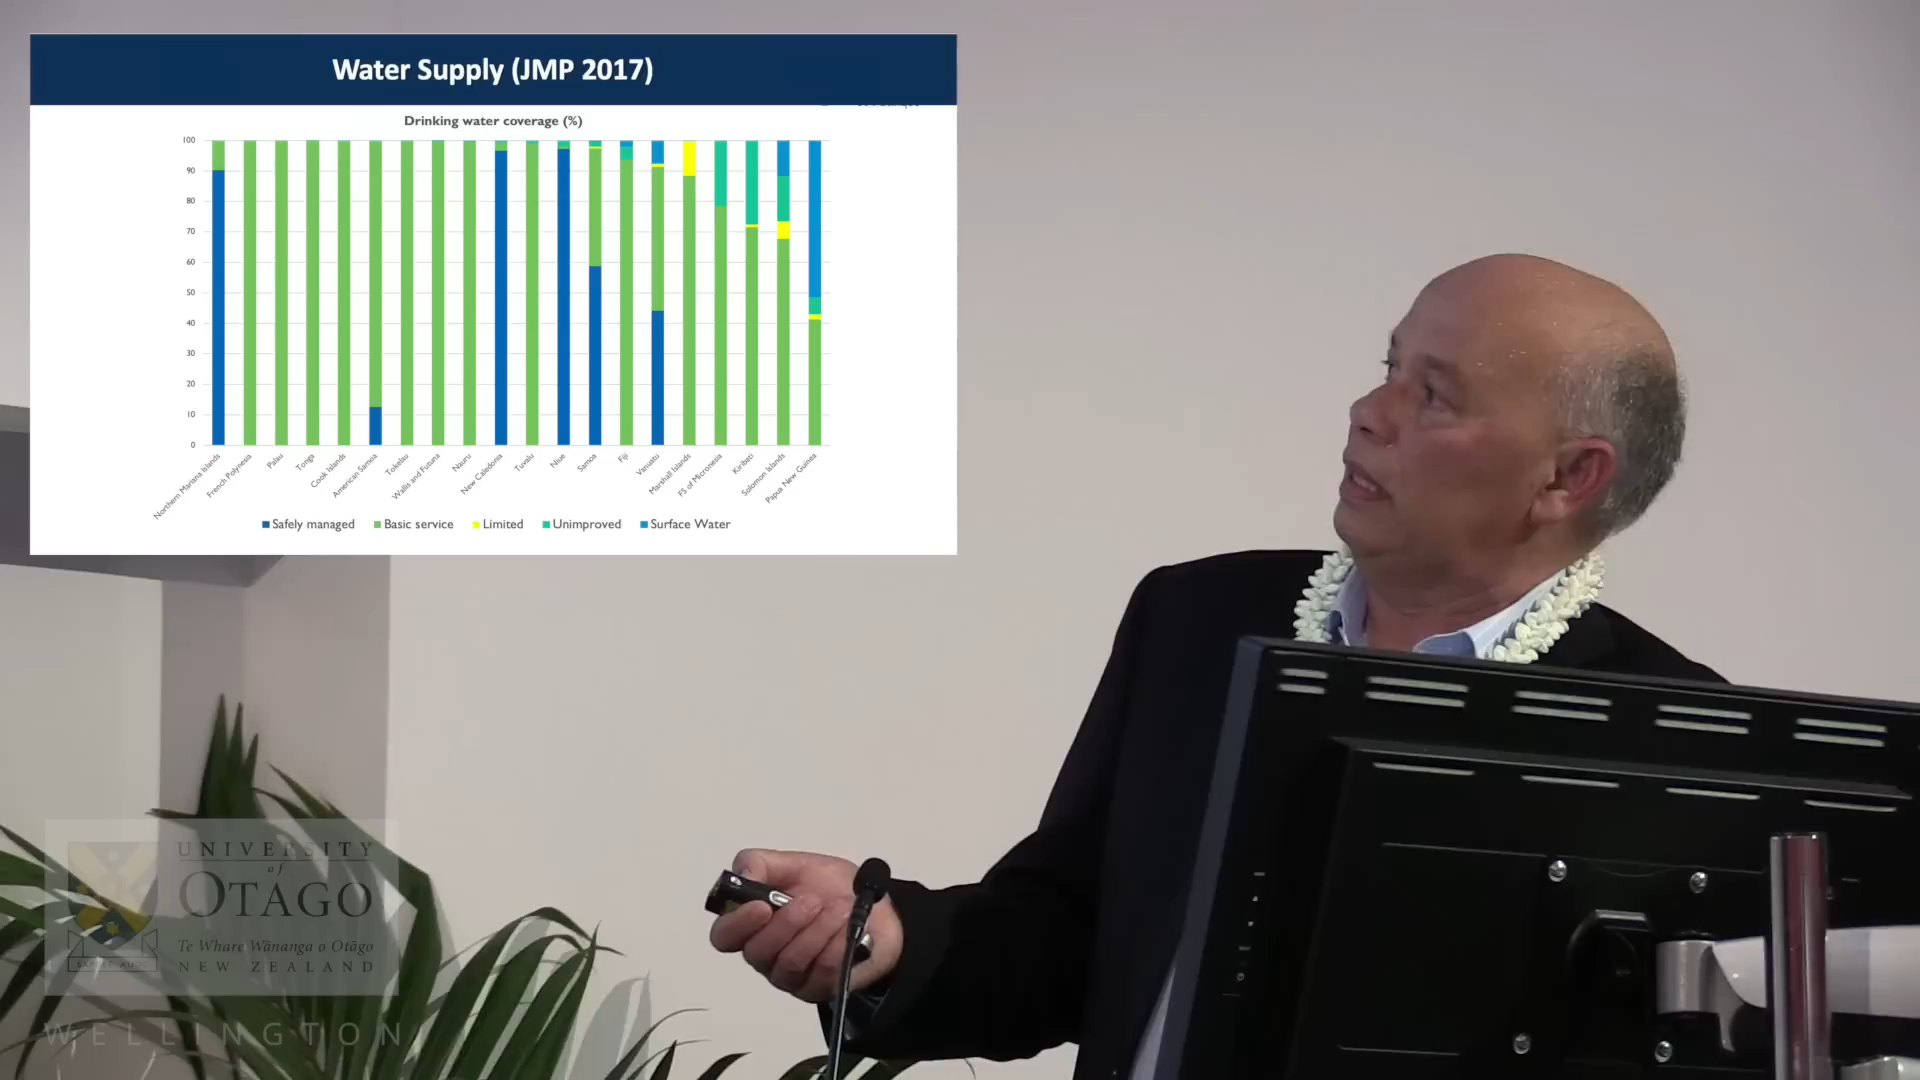 Water Supply (JMP 2017)
Drinking water coverage (%)
100
90
80
70
60
50
40
30
20
10
0
Northern Mariana Islands
French Polynesia
Palau
Tonga
Cook Islands
American Samoa
Tokelau
Wallis and Futuna
Nauru
New Caledonia
Tuvalu
Niue
Samoa
Fiji
Vanuatu
Marshall Islands
FS of Micronesia
Kiribati
Solomon Islands
Papua New Guinea
Safely managed Basic service Limited Unimproved Surface Water
UNIVERSITY
of
OTAGO
Te Whare Wānanga o Otāgo
NEW ZEALAND
WELLINGTON